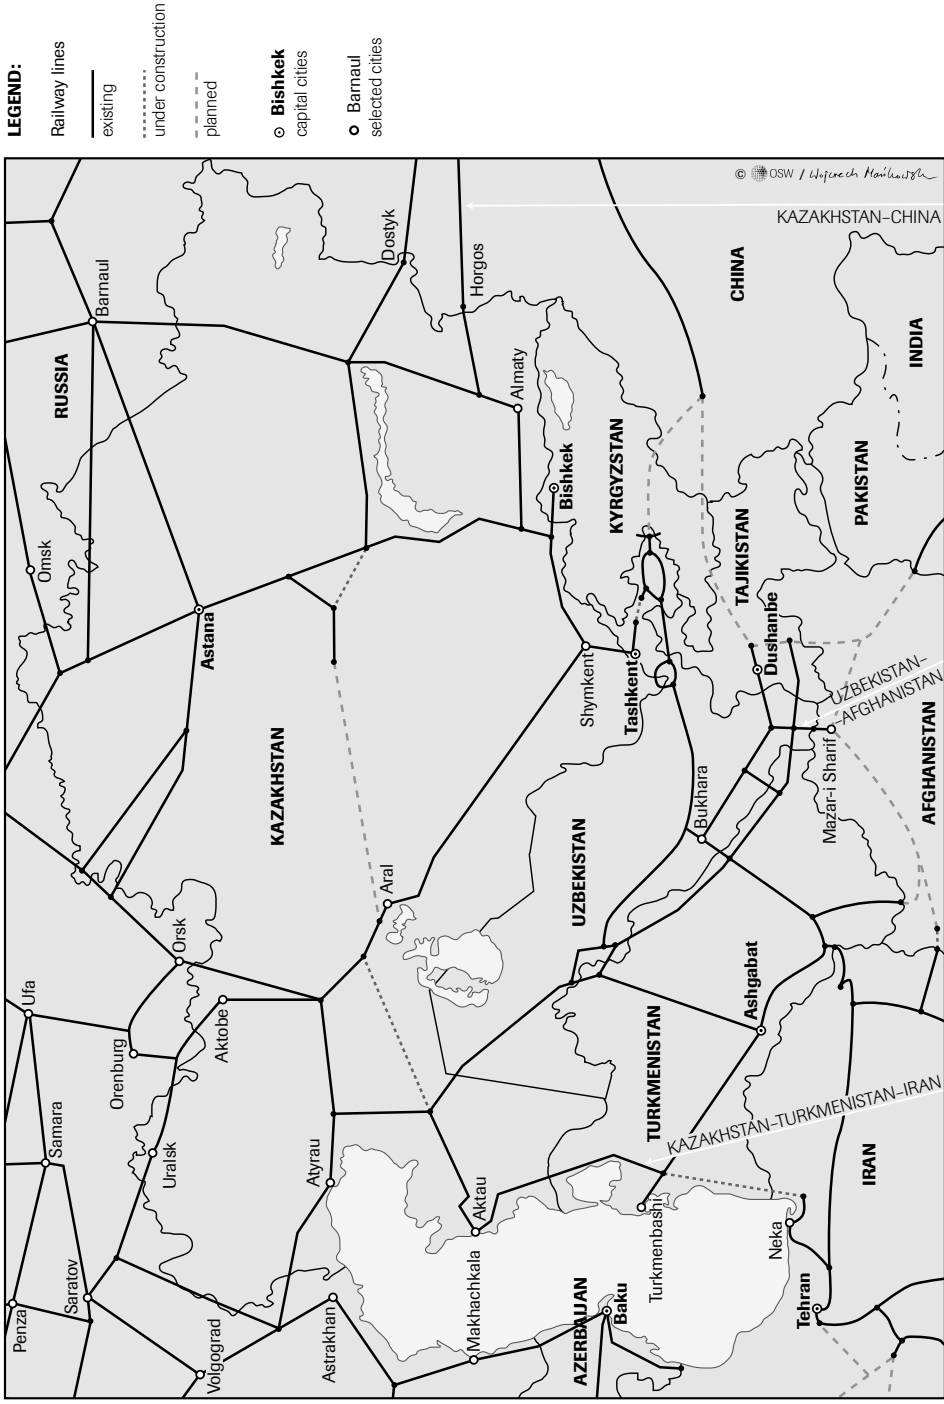 LEGEND:
Railway lines
existing
under construction
planned
Bishkek
capital cities
Barnaul
selected cities
Penza
Saratov
Volgograd
Samara
Ufa
Orenburg
Uralsk
Orsk
Aktobe
Atyrau
Astrakhan
Omsk
RUSSIA
Barnaul
Astana
KAZAKHSTAN
Aral
Aktau
Makhachkala
Dostyk
Horgos
Almaty
Bishkek
KYRGYZSTAN
Shymkent
Tashkent
UZBEKISTAN
Bukhara
TURKMENISTAN
Ashgabat
Turkmenbashi
AZERBAIJAN
Baku
Neka
Tehran
IRAN
KAZAKHSTAN–TURKMENISTAN–IRAN
TAJIKISTAN
Dushanbe
UZBEKISTAN–
–AFGHANISTAN
Mazar-i Sharif
AFGHANISTAN
PAKISTAN
INDIA
CHINA
KAZAKHSTAN–CHINA
© OSW / Wojciech Mańkowski